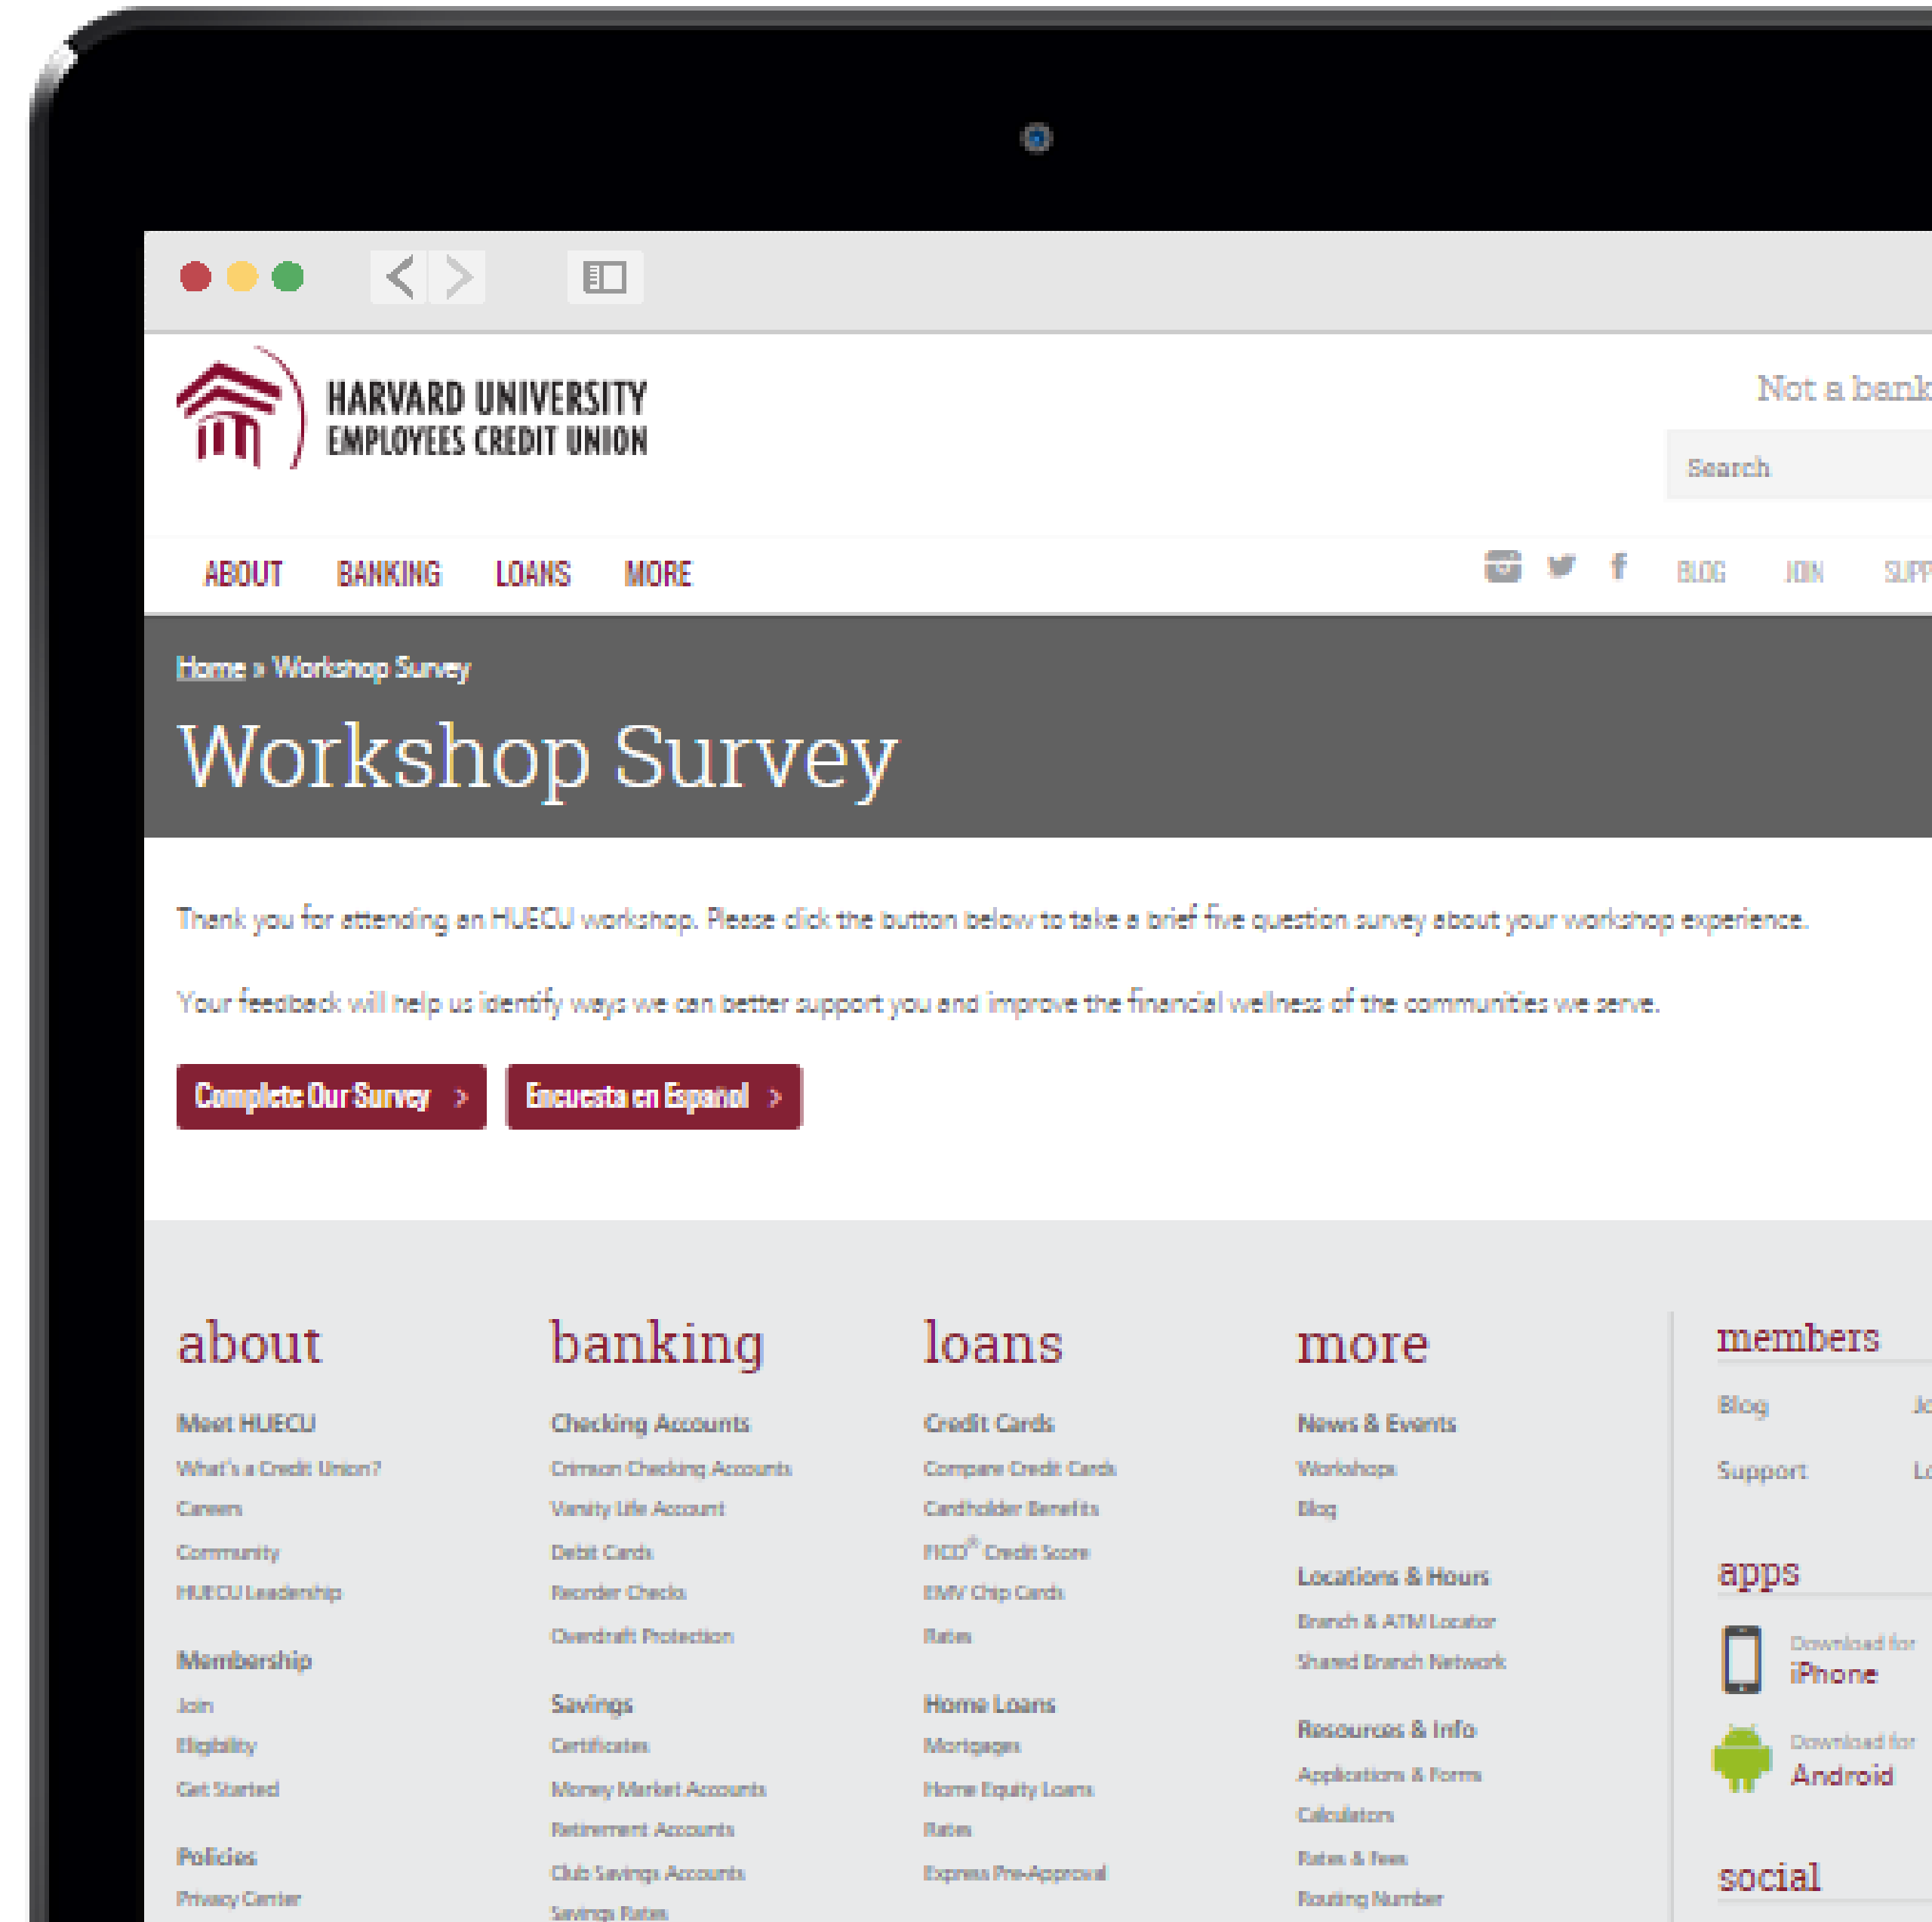 HARVARD UNIVERSITY
EMPLOYEES CREDIT UNION
Not a bank
Search
ABOUT BANKING LOANS MORE
BLOG JOIN SUPP
Home » Workshop Survey
Workshop Survey
Thank you for attending an HUECU workshop. Please click the button below to take a brief five question survey about your workshop experience.
Your feedback will help us identify ways we can better support you and improve the financial wellness of the communities we serve.
Complete Our Survey >
Encuesta en Español >
about
Meet HUECU
What's a Credit Union?
Careers
Community
HUECU Leadership
Membership
Join
Eligibility
Get Started
Policies
Privacy Center
banking
Checking Accounts
Crimson Checking Accounts
Varsity Life Account
Debit Cards
Reorder Checks
Overdraft Protection
Savings
Certificates
Money Market Accounts
Retirement Accounts
Club Savings Accounts
Savings Rates
loans
Credit Cards
Compare Credit Cards
Cardholder Benefits
FICO® Credit Score
EMV Chip Cards
Rates
Home Loans
Mortgages
Home Equity Loans
Rates
Express Pre-Approval
more
News & Events
Workshops
Blog
Locations & Hours
Branch & ATM Locator
Shared Branch Network
Resources & Info
Applications & Forms
Calculators
Rates & Fees
Routing Number
members
Blog Jo
Support Lo
apps
Download for
iPhone
Download for
Android
social